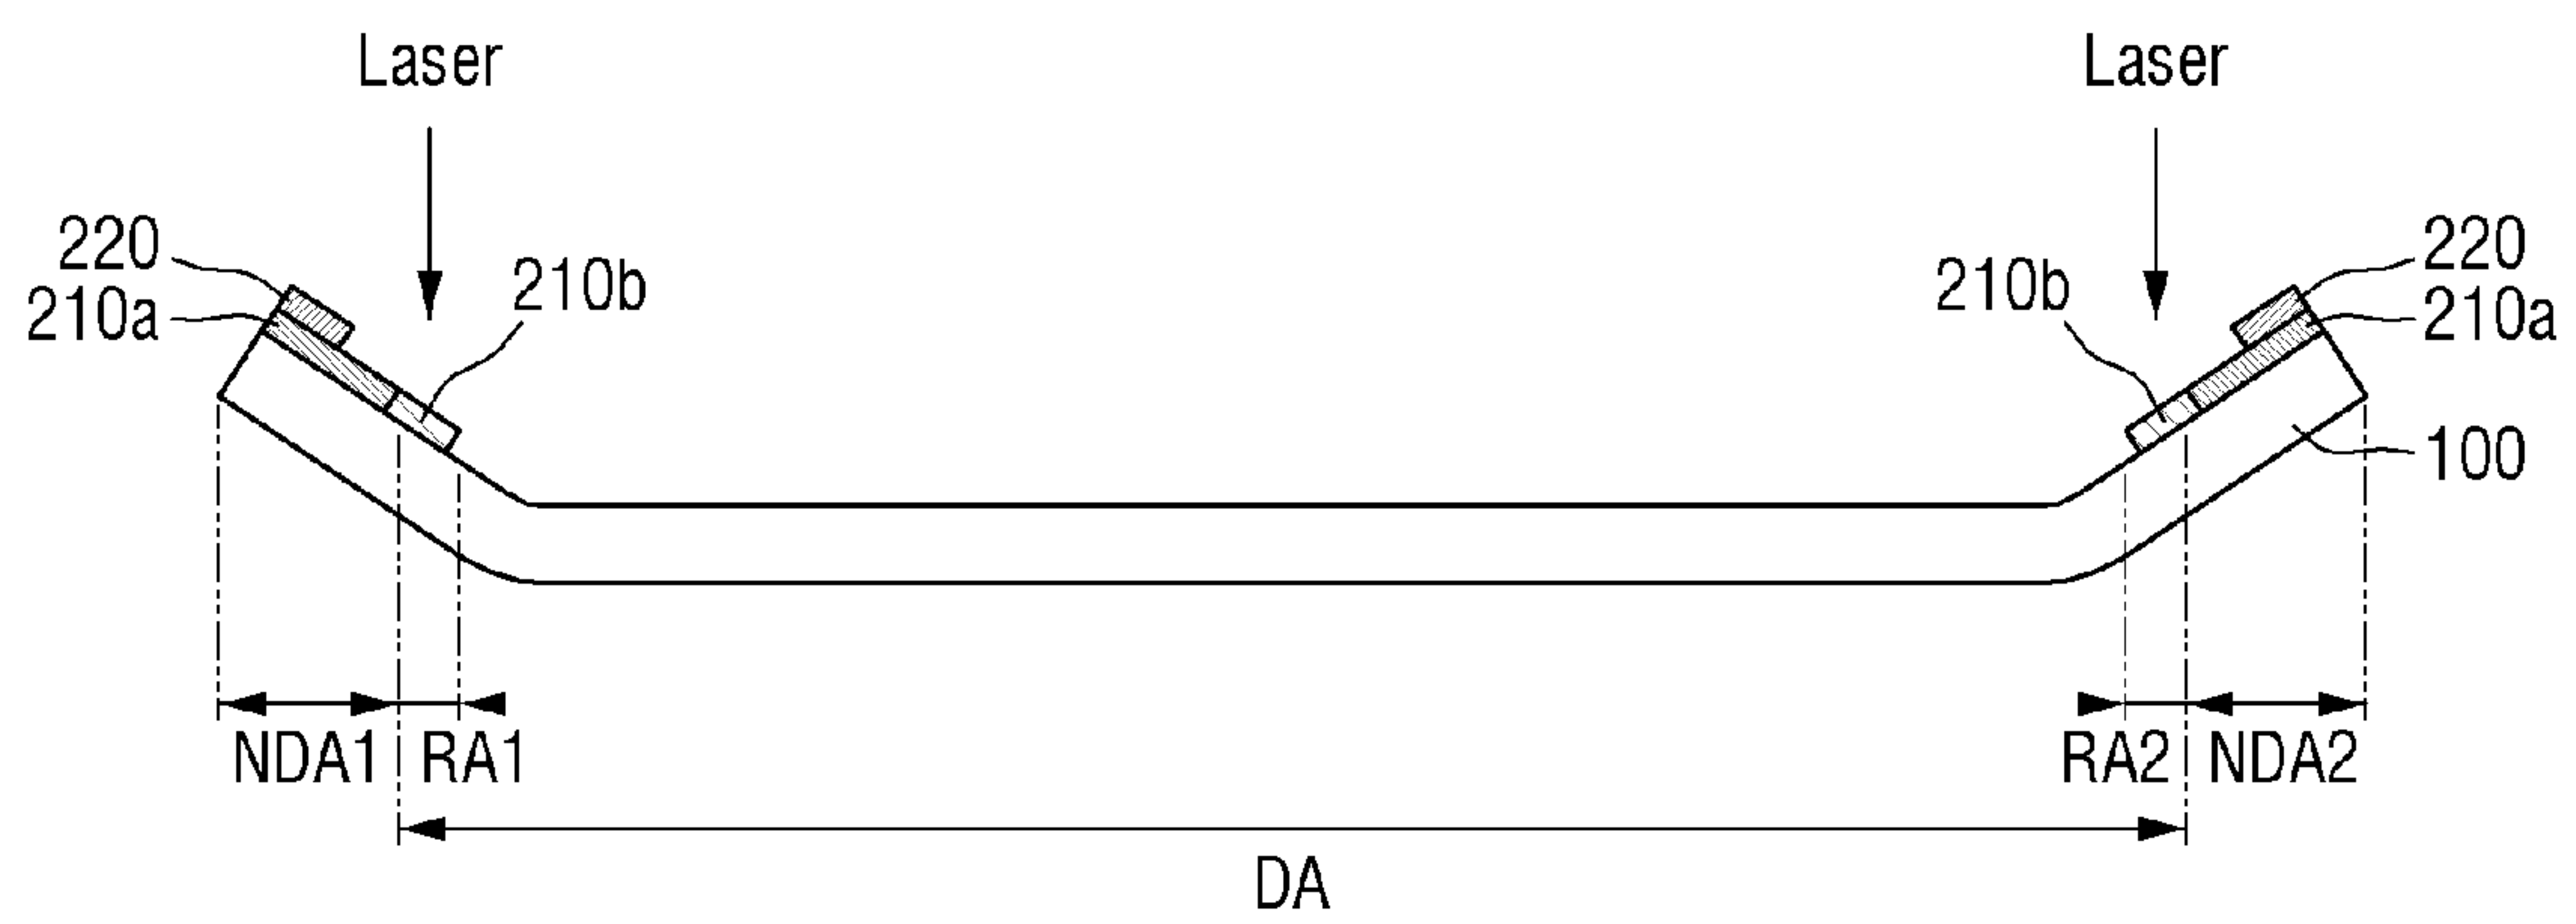 Laser Laser
220 210b 210b 220
210a 210a
100
NDA1 RA1 RA2 NDA2
DA